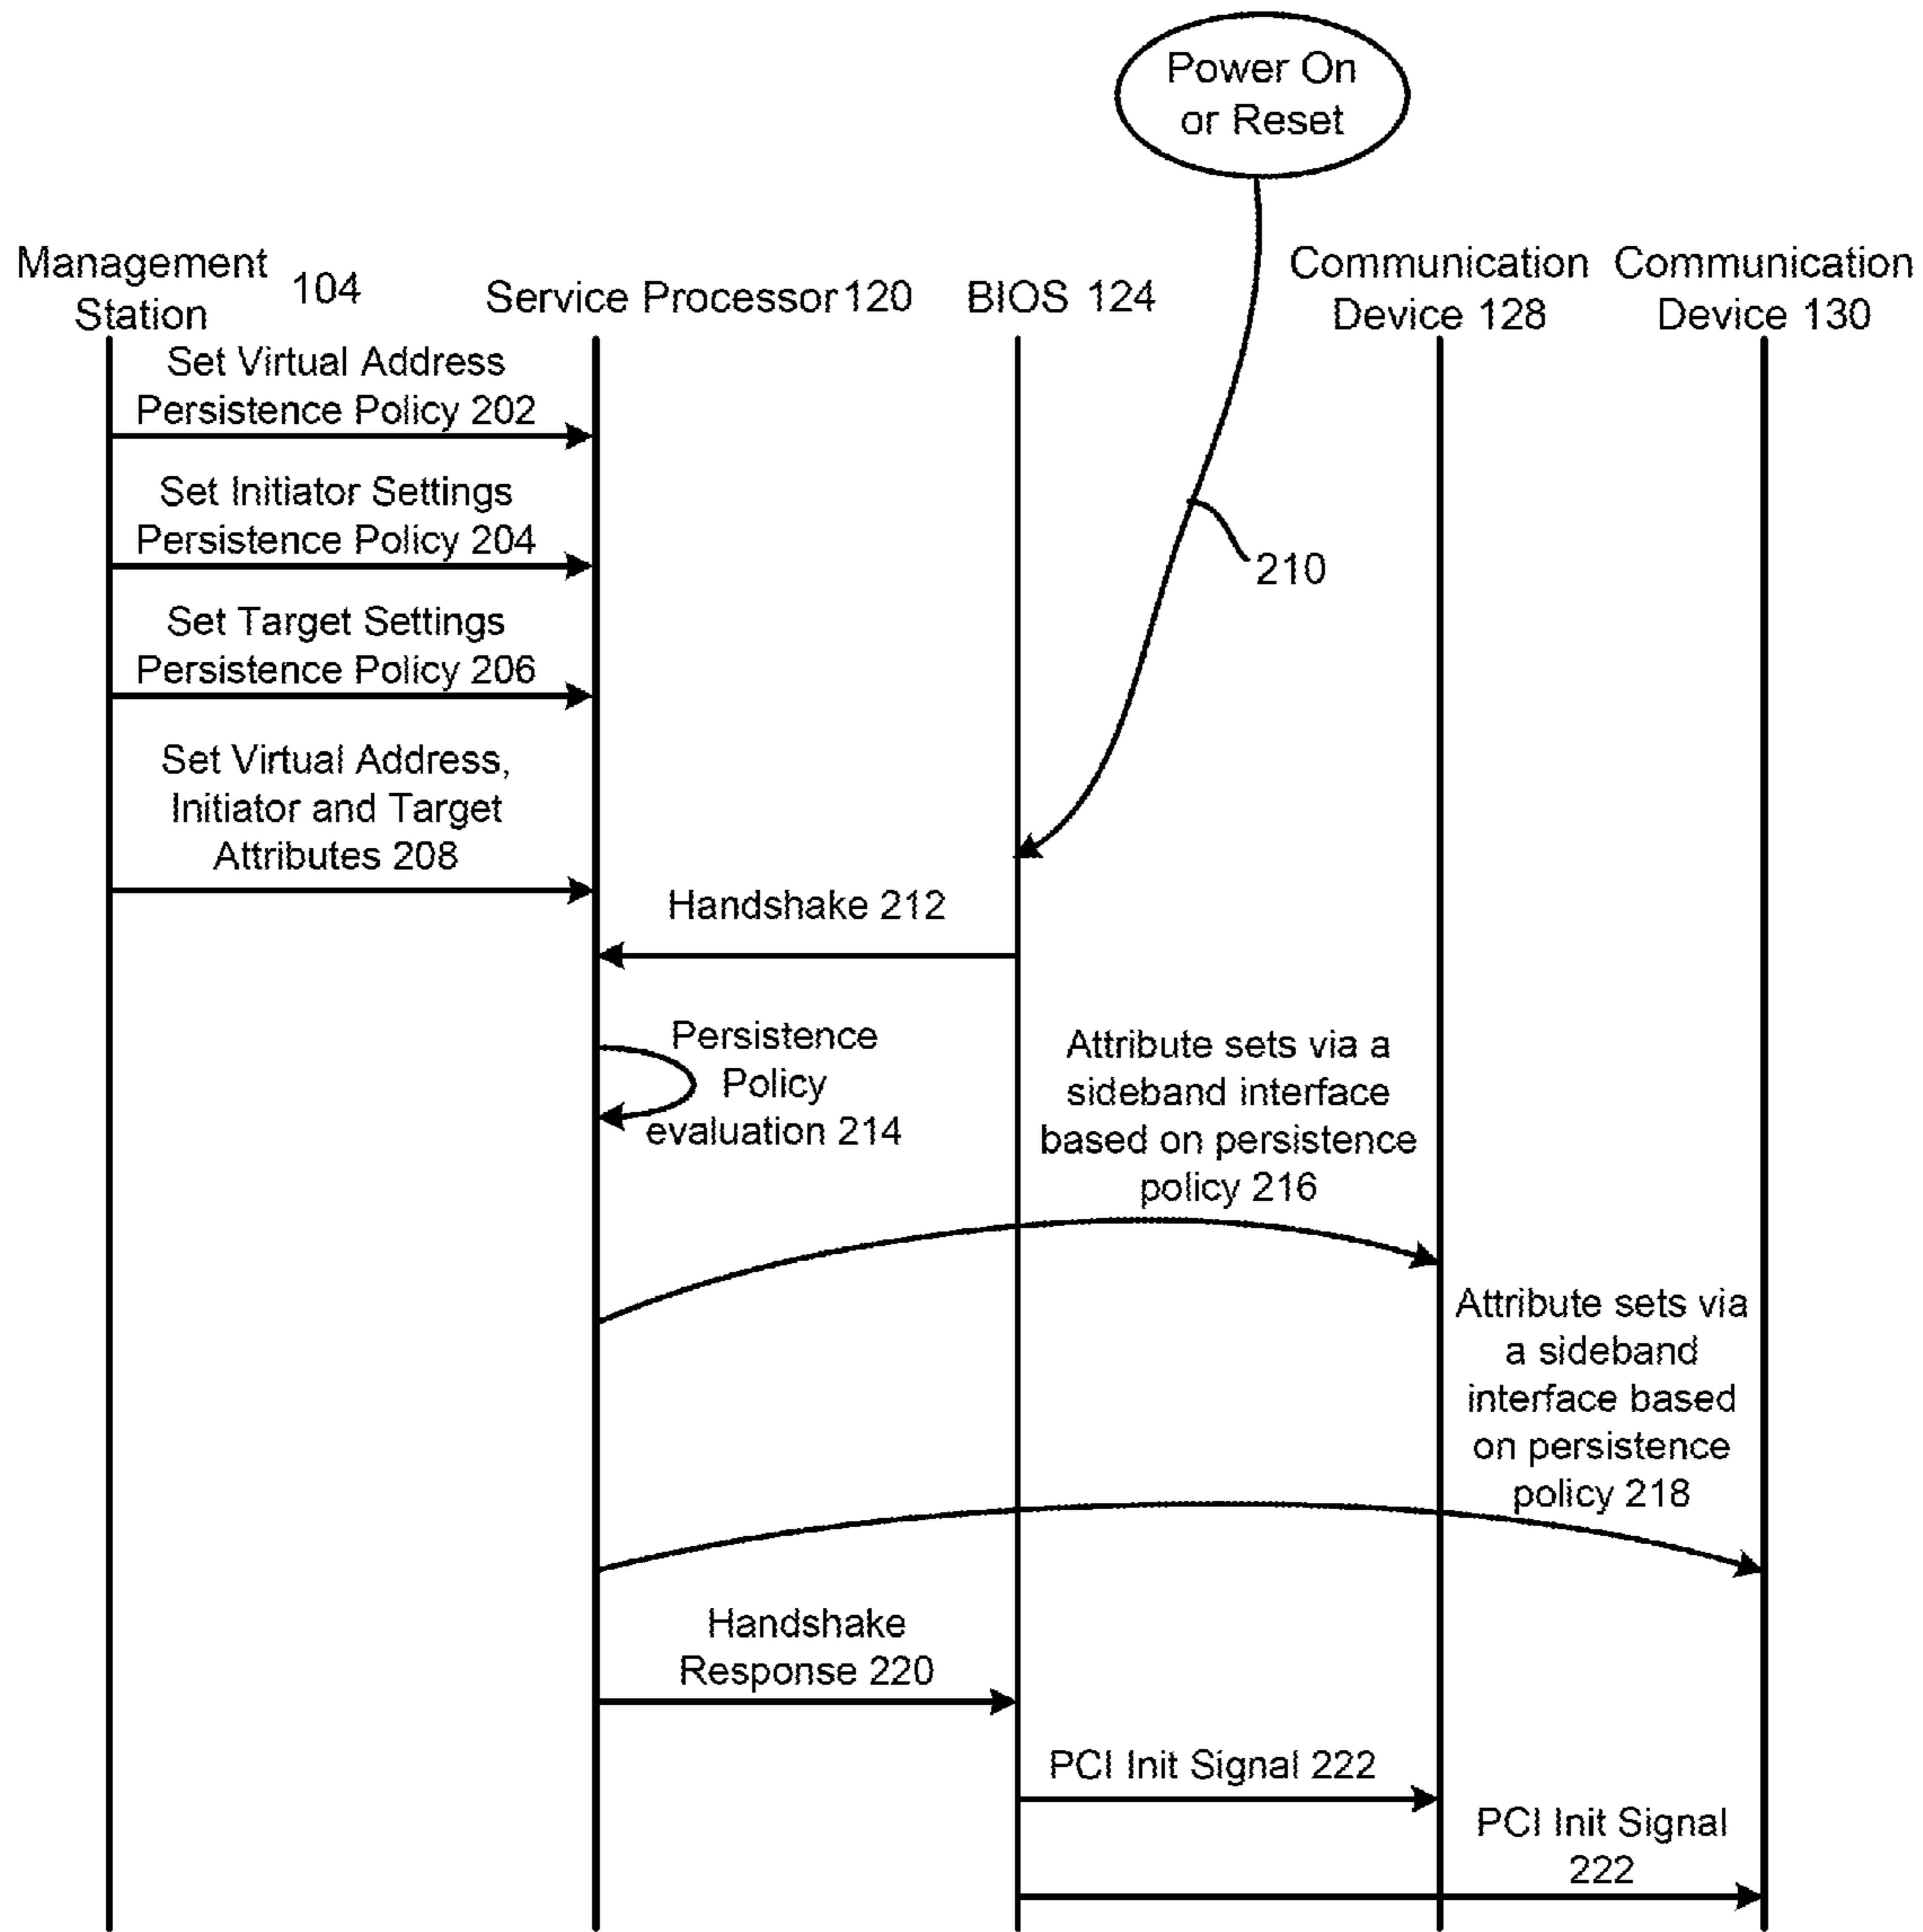 Power On
or Reset
Management
Station
104
Service Processor 120
BIOS 124
Communication
Device 128
Communication
Device 130
Set Virtual Address
Persistence Policy 202
Set Initiator Settings
Persistence Policy 204
210
Set Target Settings
Persistence Policy 206
Set Virtual Address,
Initiator and Target
Attributes 208
Handshake 212
Persistence
Policy
evaluation 214
Attribute sets via a
sideband interface
based on persistence
policy 216
Attribute sets via
a sideband
interface based
on persistence
policy 218
Handshake
Response 220
PCI Init Signal 222
PCI Init Signal
222